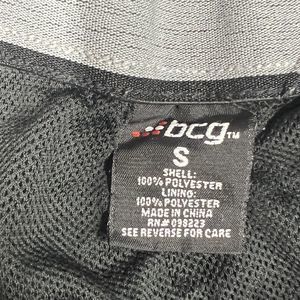 bcg™
S
SHELL:
100% POLYESTER
LINING:
100% POLYESTER
MADE IN CHINA
RN# 098223
SEE REVERSE FOR CARE